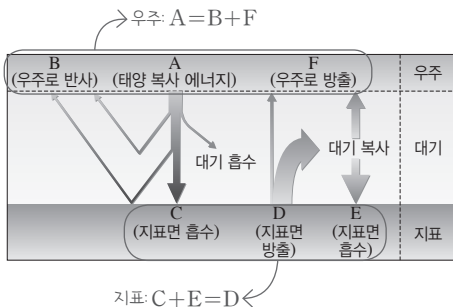 우주: A=B+F
B A F
(우주로 반사) (태양 복사 에너지) (우주로 방출) 우주
대기 흡수 대기 복사 대기
C D E
(지표면 흡수) (지표면 (지표면 지표
방출) 흡수)
지표: C+E=D